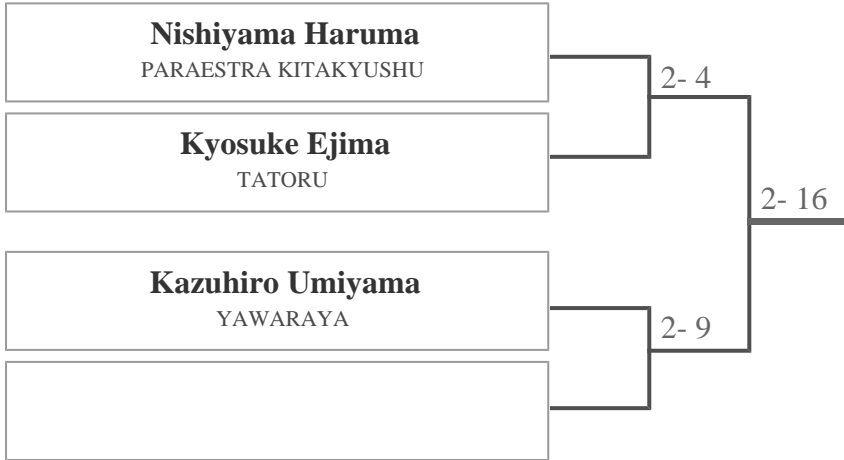 Nishiyama Haruma
PARAESTRA KITAKYUSHU
2- 4
Kyosuke Ejima
TATORU
2- 16
Kazuhiro Umiyama
YAWARAYA
2- 9